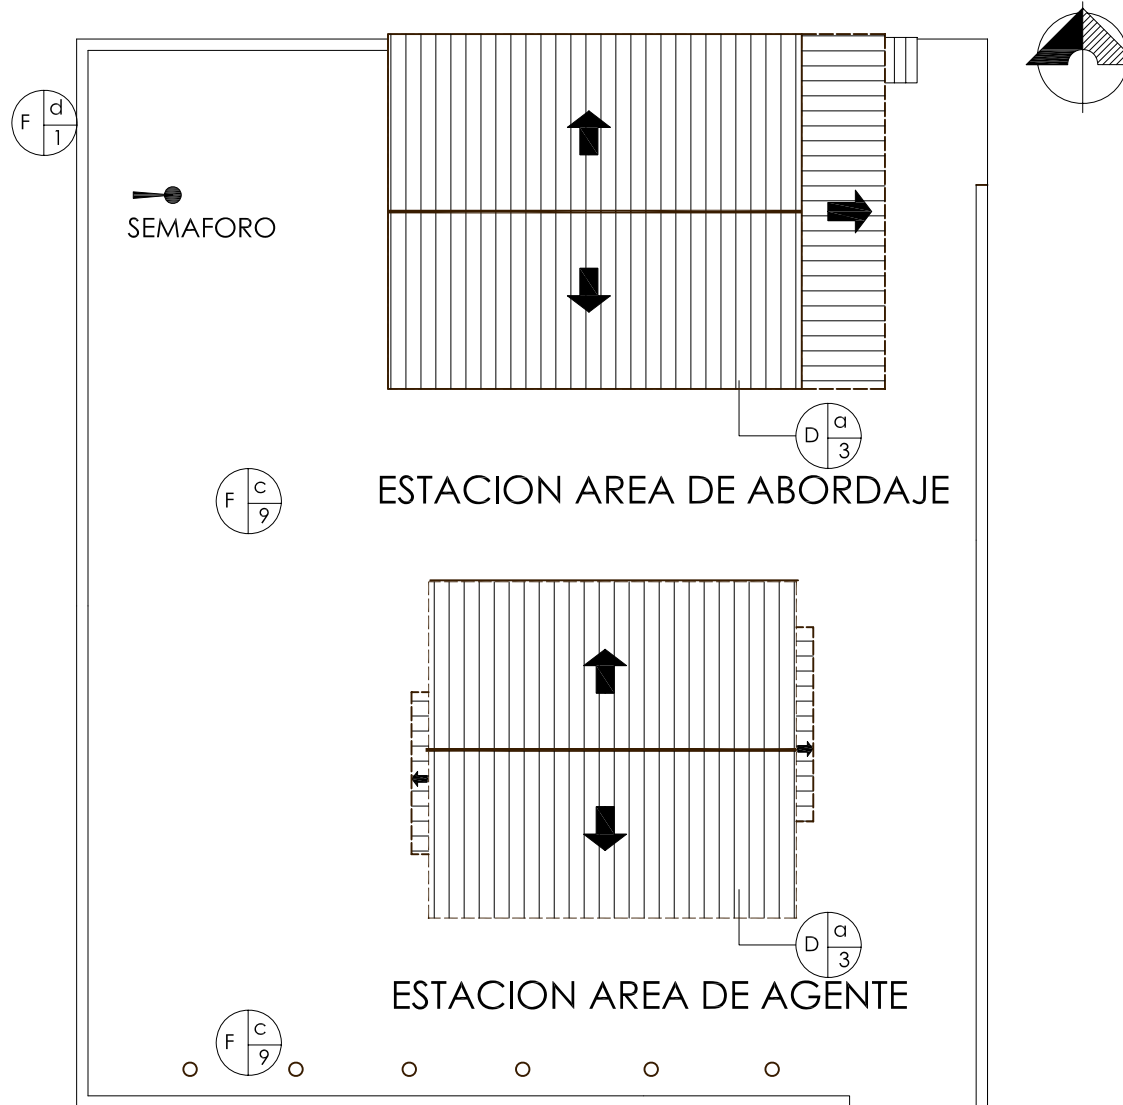 F d 1
SEMAFORO
D a 3
ESTACION AREA DE ABORDAJE
F c 9
D a 3
ESTACION AREA DE AGENTE
F c 9